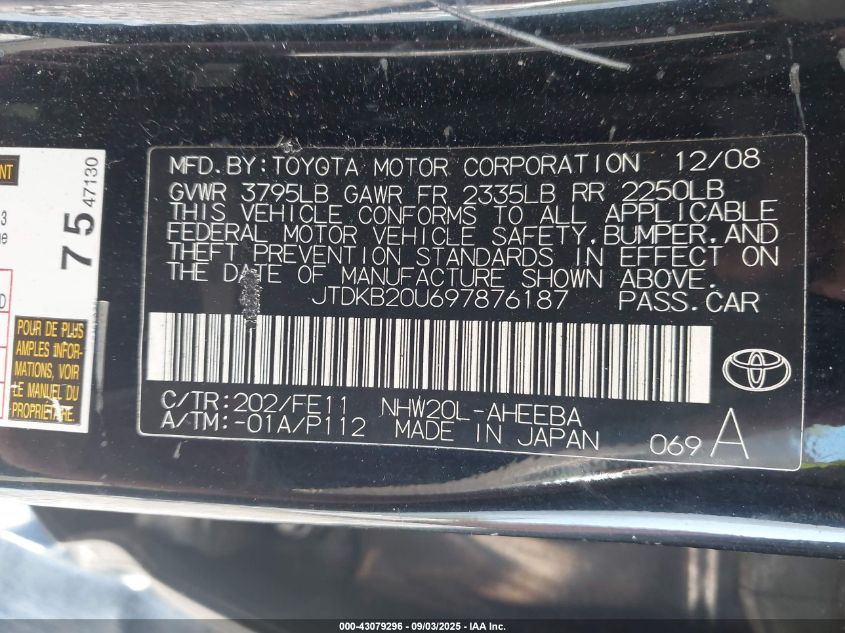 MFD.BY:TOYOTA MOTOR CORPORATION 12/08
GVWR 3795LB GAWR FR 2335LB RR 2250LB
THIS VEHICLE CONFORMS TO ALL APPLICABLE
FEDERAL MOTOR VEHICLE SAFETY,BUMPER,AND
THEFT PREVENTION STANDARDS IN EFFECT ON
THE DATE OF MANUFACTURE SHOWN ABOVE.
JTDKB20U697876187 PASS.CAR
C/TR:202/FE11 NHW20L-AHEEBA
A/TM:-01A/P112 MADE IN JAPAN 069 A
75 47130
POUR DE PLUS
AMPLES INFOR-
MATIONS, VOIR
LE MANUEL DU
PROPRIÉTAIRE.
000-43079296 - 09/03/2025 - IAA Inc.